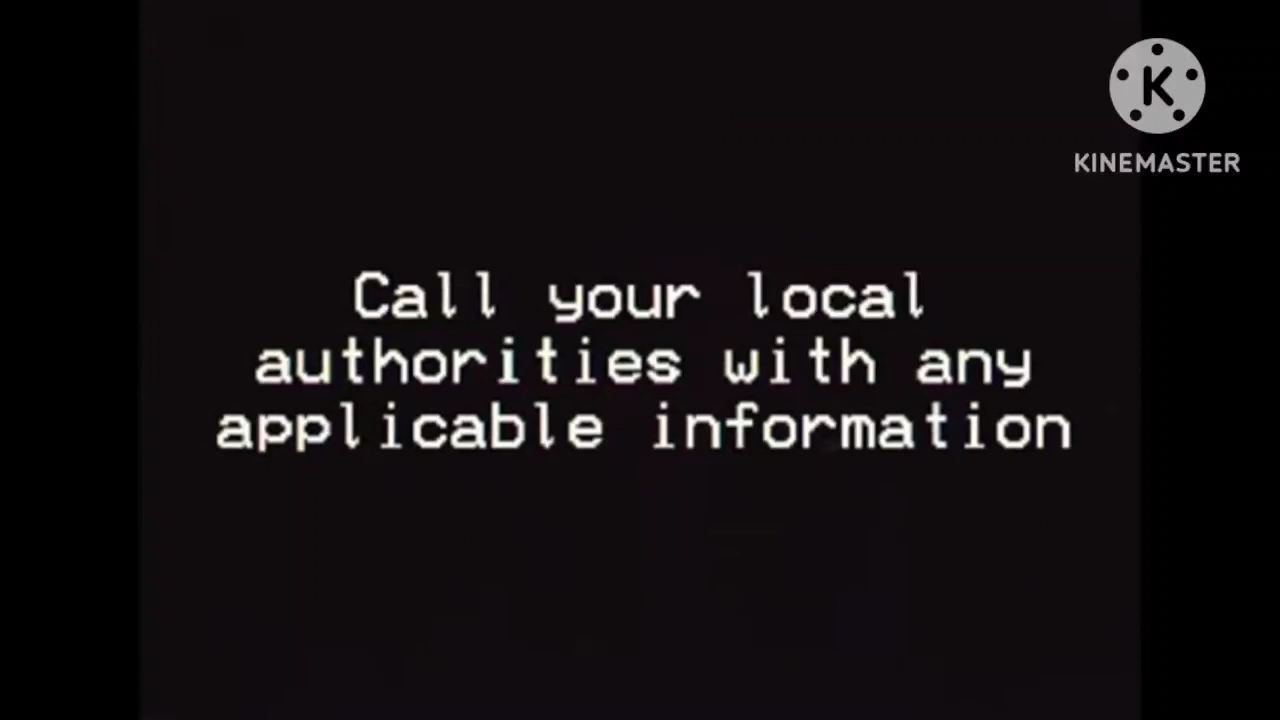 K
KINEMASTER
Call your local
authorities with any
applicable information